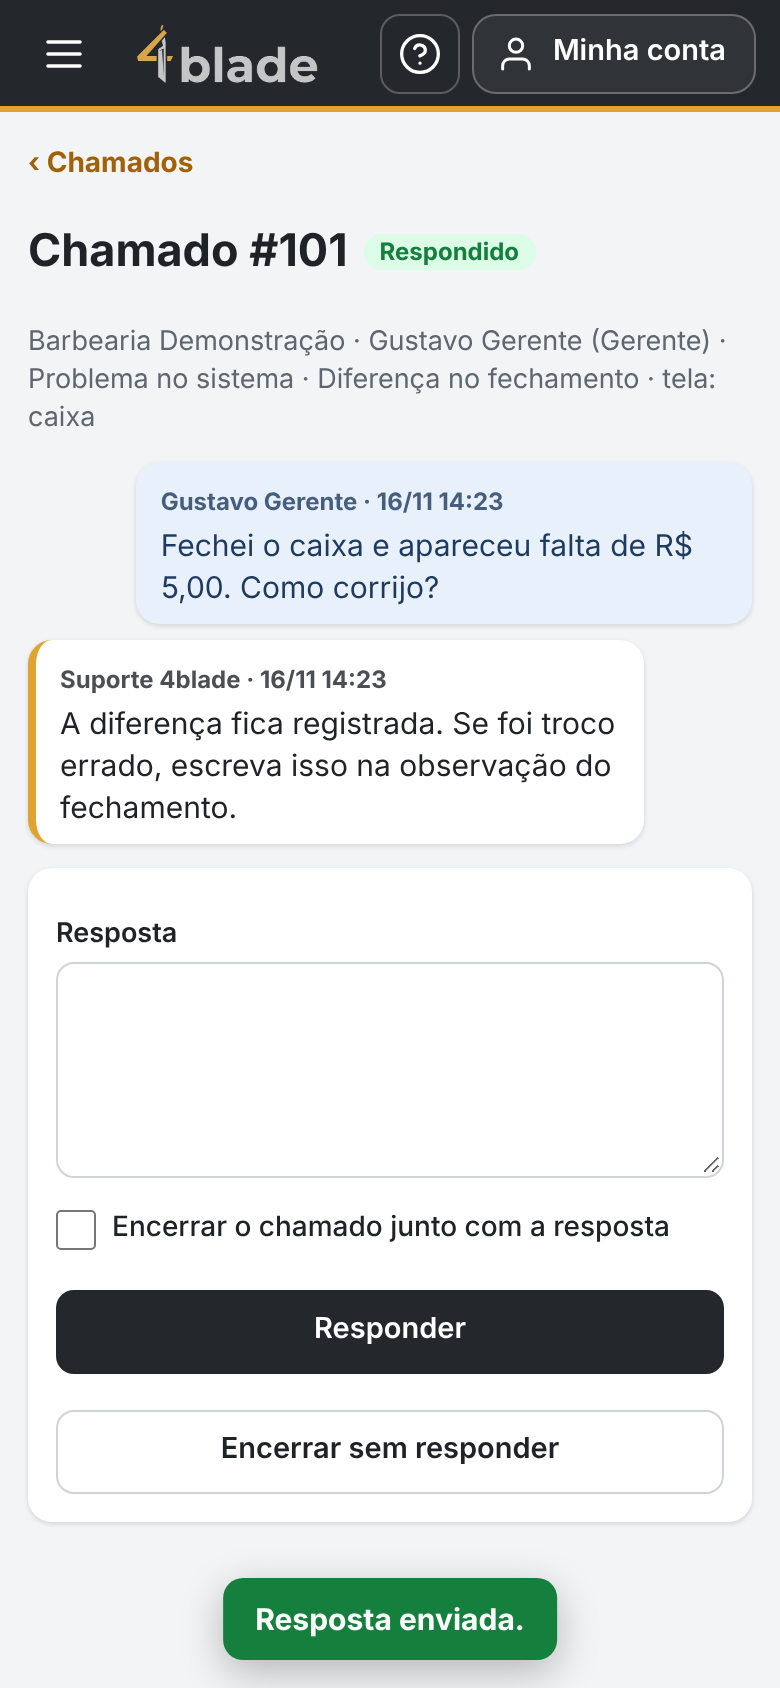 4blade
Minha conta
‹ Chamados
Chamado #101 Respondido
Barbearia Demonstração · Gustavo Gerente (Gerente) ·
Problema no sistema · Diferença no fechamento · tela:
caixa
Gustavo Gerente · 16/11 14:23
Fechei o caixa e apareceu falta de R$
5,00. Como corrijo?
Suporte 4blade · 16/11 14:23
A diferença fica registrada. Se foi troco
errado, escreva isso na observação do
fechamento.
Resposta
Encerrar o chamado junto com a resposta
Responder
Encerrar sem responder
Resposta enviada.